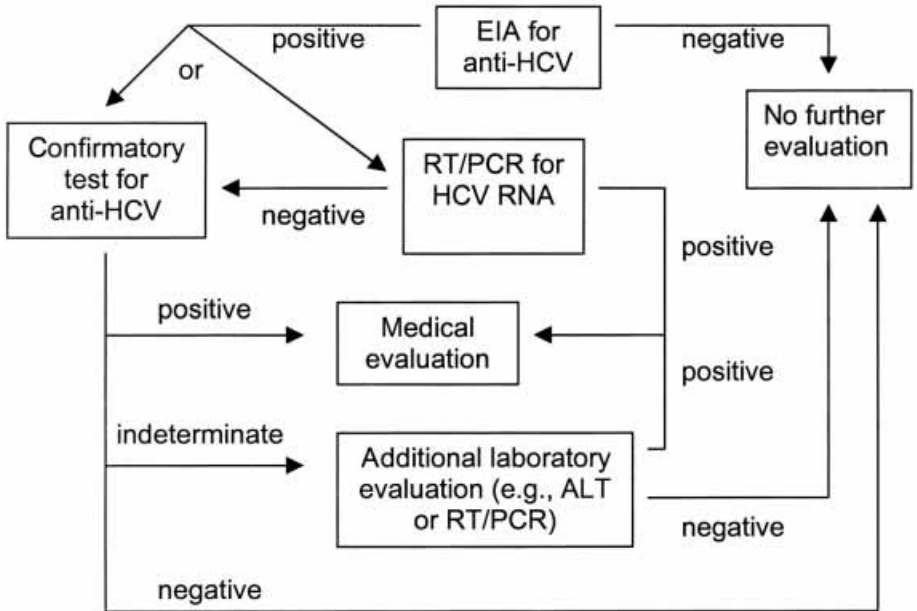 positive
EIA for
anti-HCV
negative
or
No further
evaluation
Confirmatory
test for
anti-HCV
RT/PCR for
HCV RNA
negative
positive
positive
Medical
evaluation
positive
indeterminate
Additional laboratory
evaluation (e.g., ALT
or RT/PCR)
negative
negative